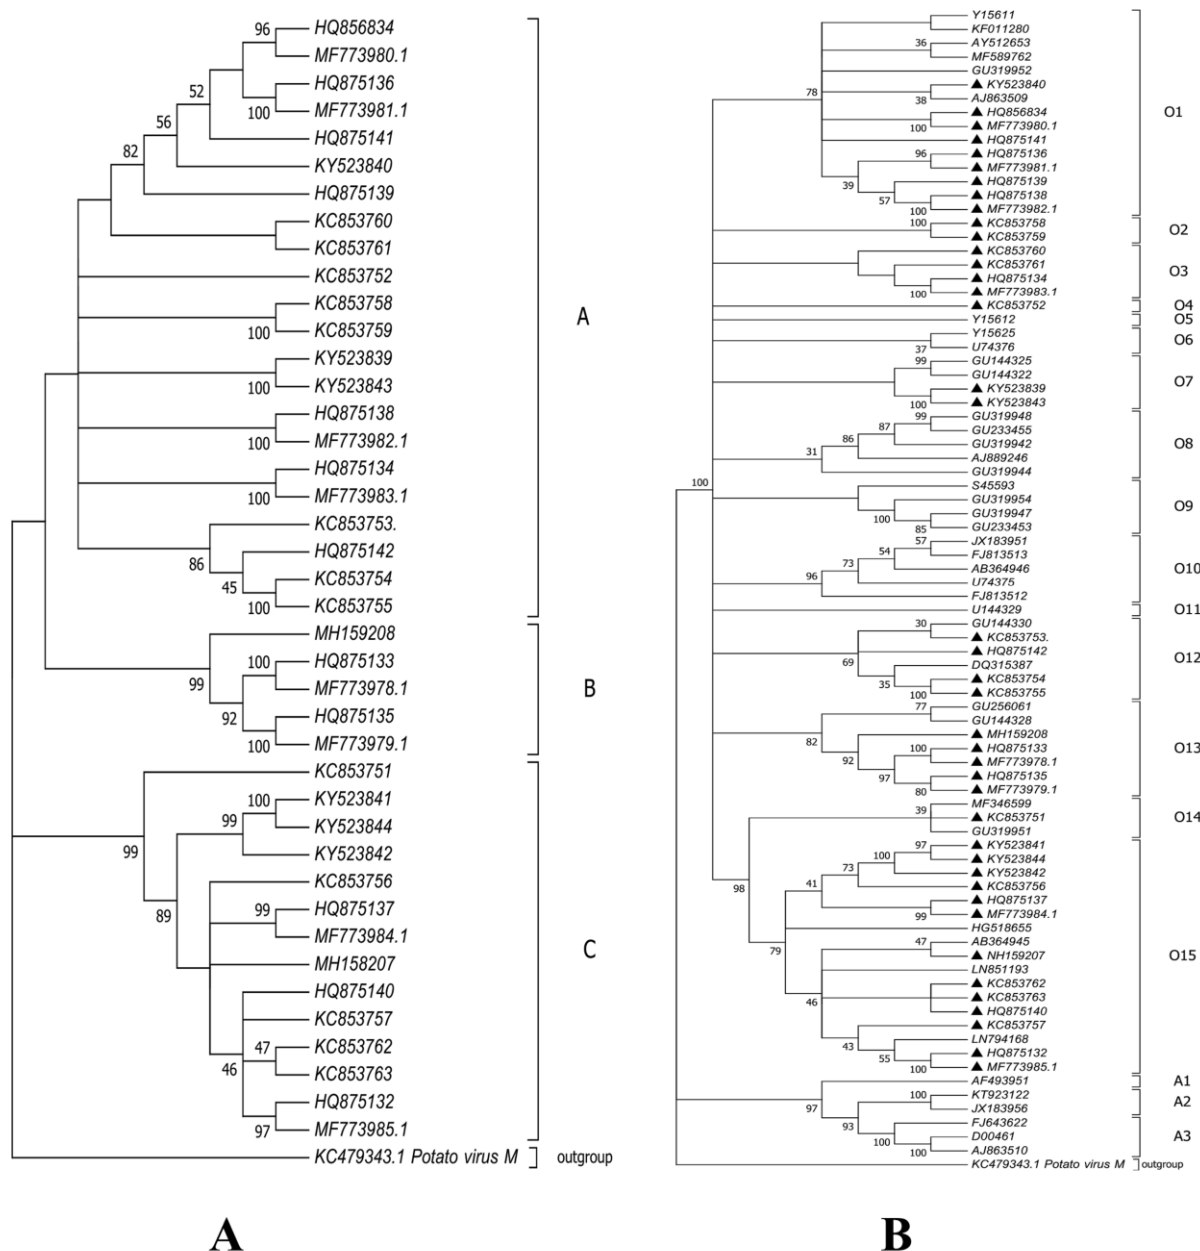 96
HQ856834
MF773980.1
52
HQ875136
100
MF773981.1
56
HQ875141
82
KY523840
HQ875139
KC853760
KC853761
KC853752
KC853758
100
KC853759
KY523839
100
KY523843
HQ875138
100
MF773982.1
HQ875134
100
MF773983.1
KC853753.
86
HQ875142
45
KC853754
100
KC853755
A
MH159208
100
HQ875133
99
MF773978.1
92
HQ875135
100
MF773979.1
B
KC853751
99
100
KY523841
99
KY523844
KY523842
89
KC853756
99
HQ875137
MF773984.1
MH158207
HQ875140
KC853757
47
KC853762
46
KC853763
HQ875132
97
MF773985.1
C
KC479343.1 Potato virus M
outgroup
A
Y15611
KF011280
36
AY512653
MF589762
GU319952
78
▲ KY523840
38
AJ863509
▲ HQ856834
100
▲ MF773980.1
▲ HQ875141
96
▲ HQ875136
▲ MF773981.1
39
▲ HQ875139
57
▲ HQ875138
100
▲ MF773982.1
O1
100
▲ KC853758
▲ KC853759
O2
▲ KC853760
▲ KC853761
▲ HQ875134
100
▲ MF773983.1
O3
▲ KC853752
O4
Y15612
O5
Y15625
37
U74376
O6
99
GU144325
GU144322
▲ KY523839
100
▲ KY523843
O7
99
GU319948
87
GU233455
86
GU319942
31
AJ889246
GU319944
O8
100
S45593
GU319954
100
GU319947
85
GU233453
O9
57
JX183951
54
FJ813513
73
AB364946
96
U74375
FJ813512
O10
U144329
O11
30
GU144330
▲ KC853753.
69
▲ HQ875142
DQ315387
35
▲ KC853754
100
▲ KC853755
O12
77
GU256061
GU144328
82
▲ MH159208
92
100
▲ HQ875133
▲ MF773978.1
97
▲ HQ875135
80
▲ MF773979.1
O13
MF346599
39
▲ KC853751
GU319951
O14
98
97
▲ KY523841
100
▲ KY523844
73
▲ KY523842
41
▲ KC853756
▲ HQ875137
99
▲ MF773984.1
79
HG518655
47
AB364945
▲ NH159207
LN851193
46
▲ KC853762
▲ KC853763
▲ HQ875140
▲ KC853757
43
LN794168
55
▲ HQ875132
100
▲ MF773985.1
O15
AF493951
A1
97
100
KT923122
JX183956
A2
93
FJ643622
100
D00461
100
AJ863510
A3
KC479343.1 Potato virus M
outgroup
B